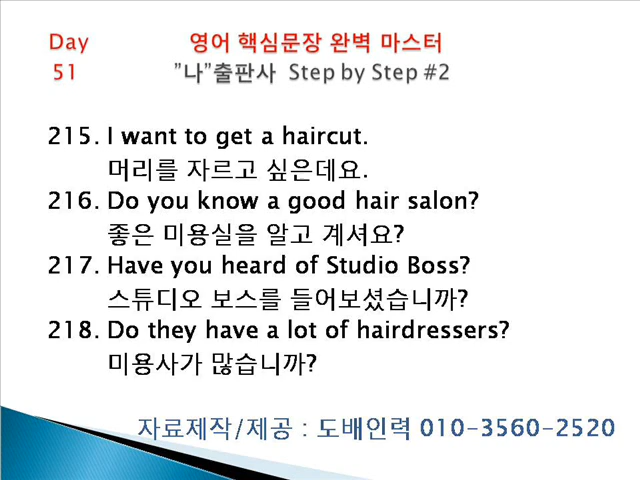 Day 영어 핵심문장 완벽 마스터
51 ”나”출판사 Step by Step #2
215. I want to get a haircut.
머리를 자르고 싶은데요.
216. Do you know a good hair salon?
좋은 미용실을 알고 계셔요?
217. Have you heard of Studio Boss?
스튜디오 보스를 들어보셨습니까?
218. Do they have a lot of hairdressers?
미용사가 많습니까?
자료제작/제공 : 도배인력 010-3560-2520